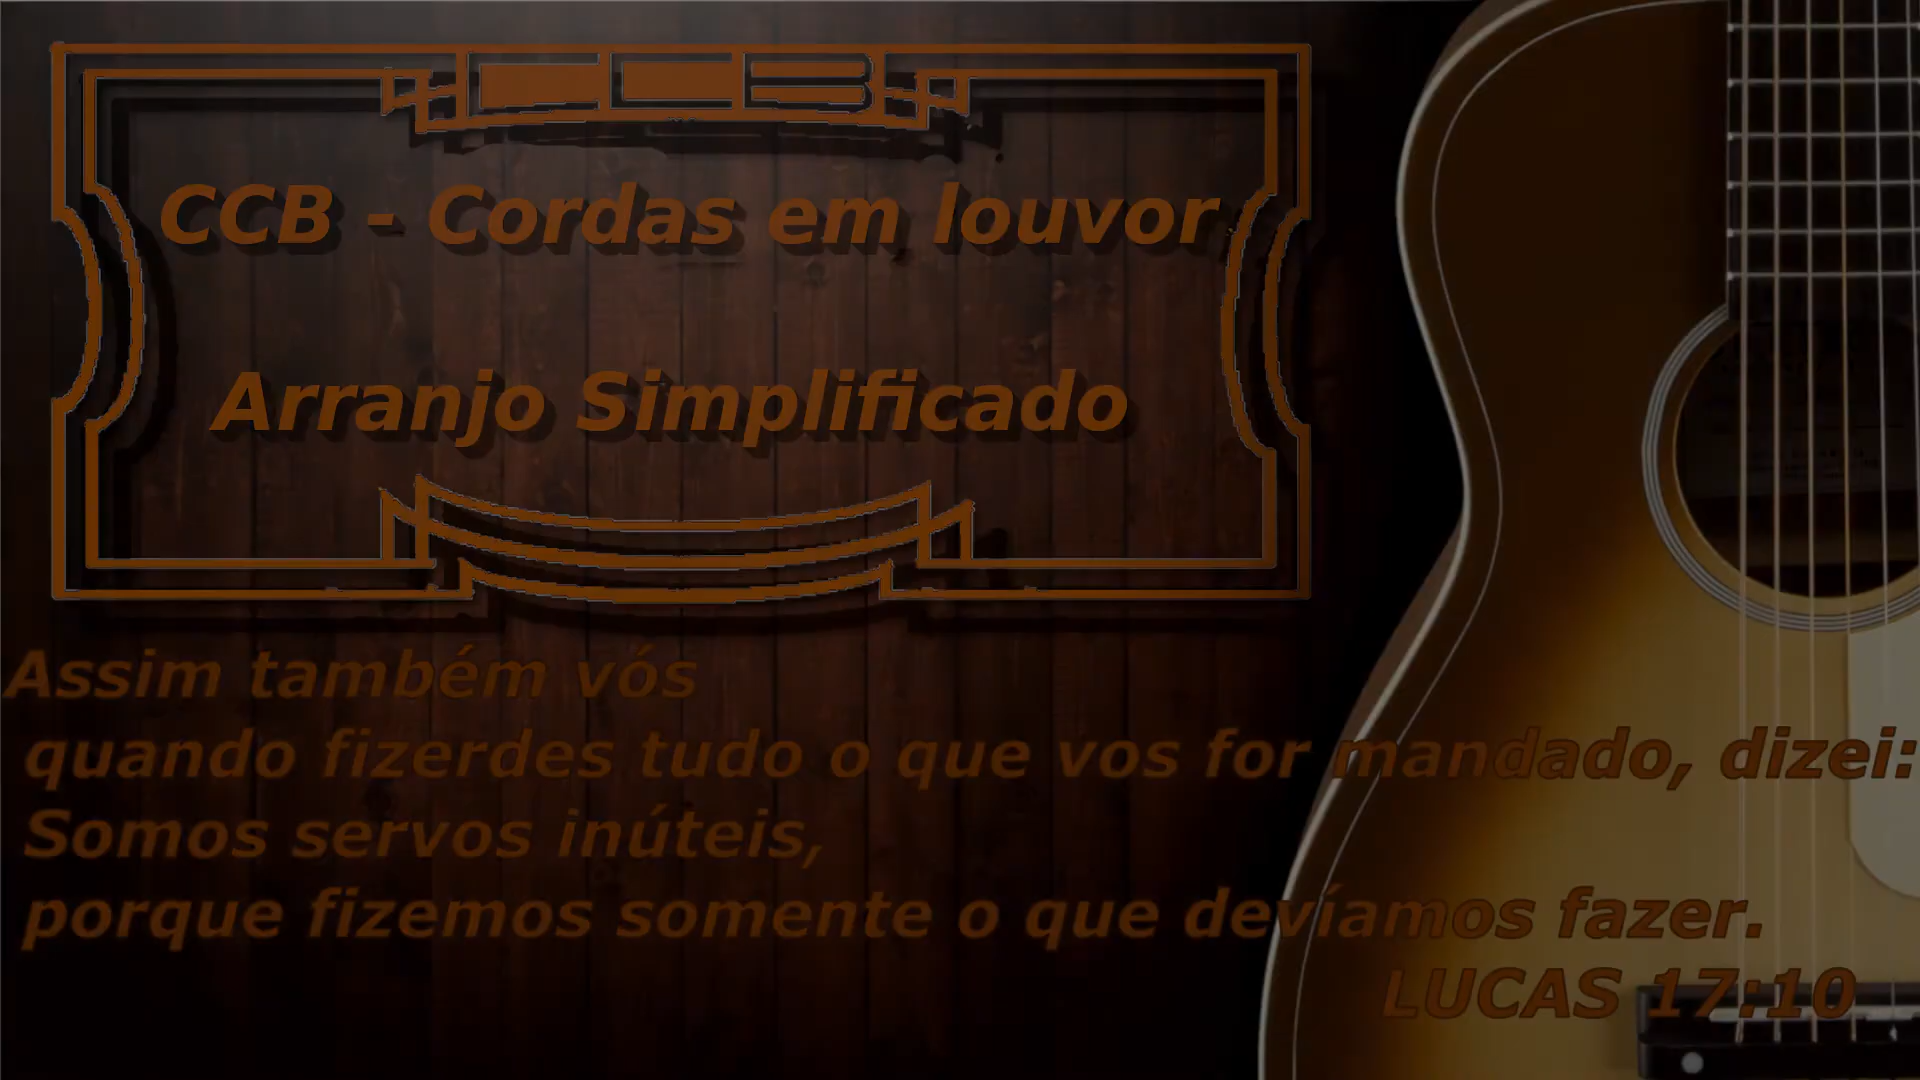 CCB
CCB - Cordas em louvor
Arranjo Simplificado
Assim também vós
quando fizerdes tudo o que vos for mandado, dizei:
Somos servos inúteis,
porque fizemos somente o que devíamos fazer.
LUCAS 17:10